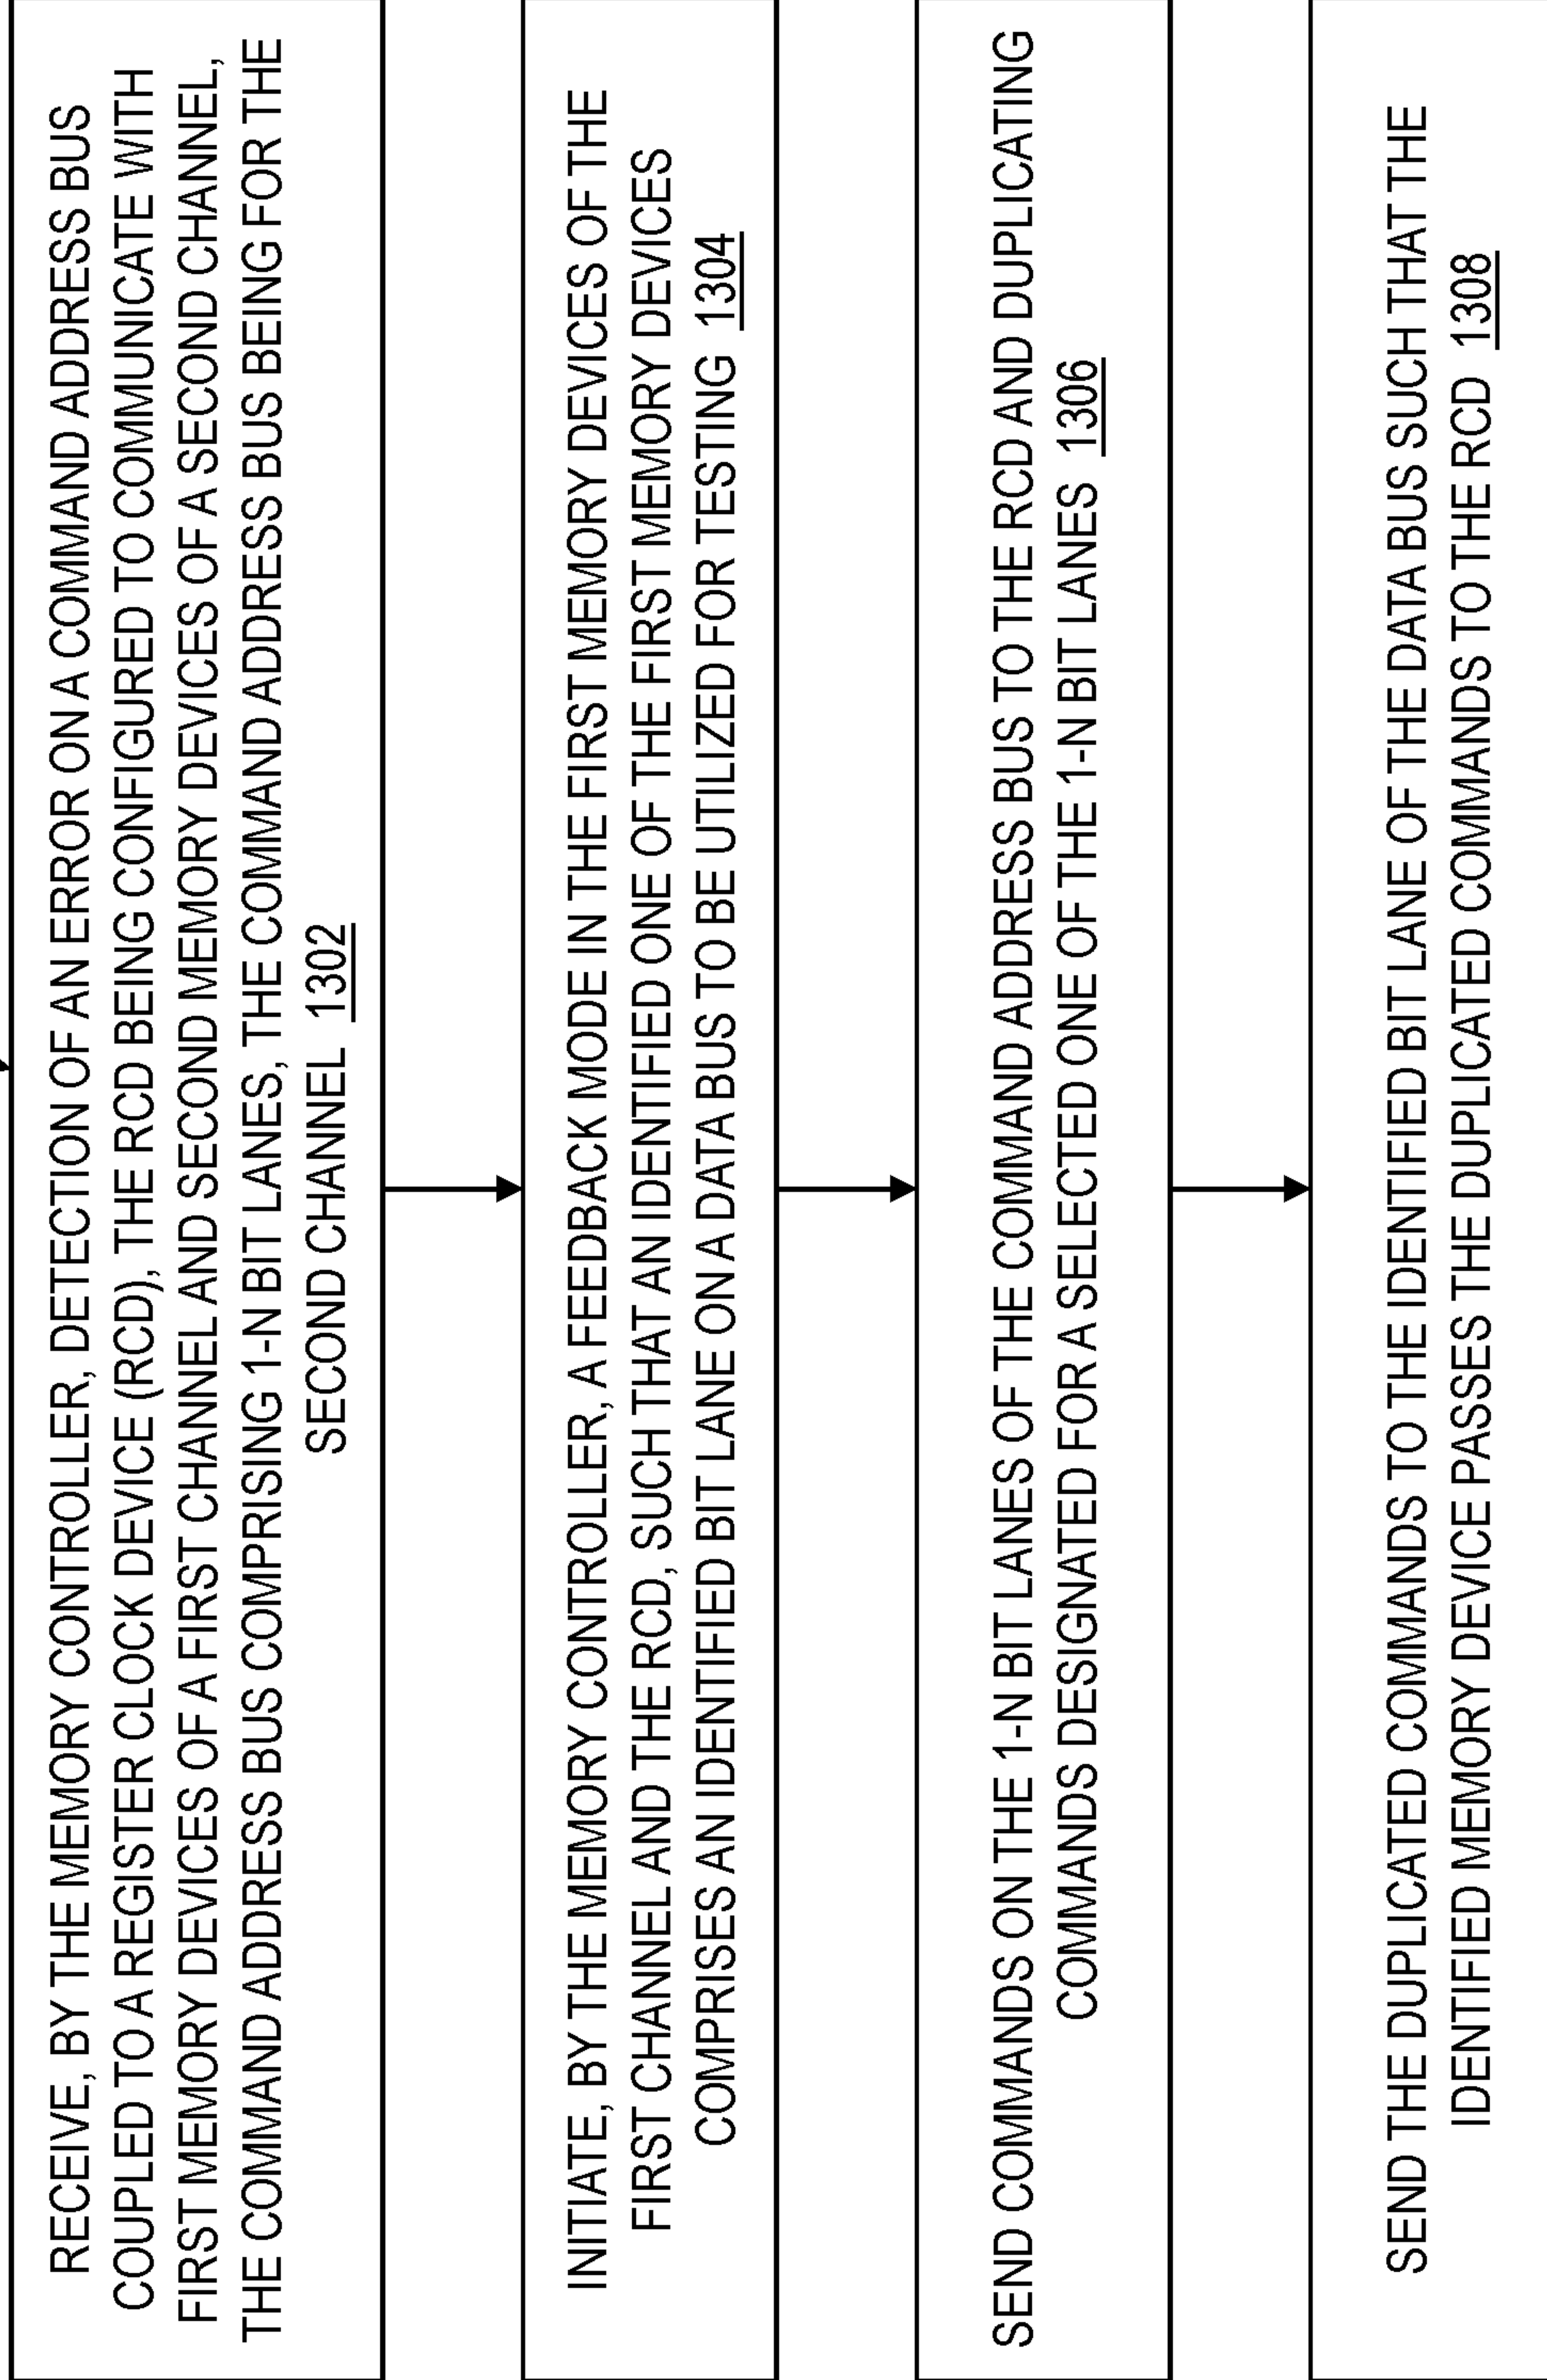 RECEIVE, BY THE MEMORY CONTROLLER, DETECTION OF AN ERROR ON A COMMAND ADDRESS BUS
COUPLED TO A REGISTER CLOCK DEVICE (RCD), THE RCD BEING CONFIGURED TO COMMUNICATE WITH
FIRST MEMORY DEVICES OF A FIRST CHANNEL AND SECOND MEMORY DEVICES OF A SECOND CHANNEL,
THE COMMAND ADDRESS BUS COMPRISING 1-N BIT LANES, THE COMMAND ADDRESS BUS BEING FOR THE
SECOND CHANNEL 1302
INITIATE, BY THE MEMORY CONTROLLER, A FEEDBACK MODE IN THE FIRST MEMORY DEVICES OF THE
FIRST CHANNEL AND THE RCD, SUCH THAT AN IDENTIFIED ONE OF THE FIRST MEMORY DEVICES
COMPRISES AN IDENTIFIED BIT LANE ON A DATA BUS TO BE UTILIZED FOR TESTING 1304
SEND COMMANDS ON THE 1-N BIT LANES OF THE COMMAND ADDRESS BUS TO THE RCD AND DUPLICATING
COMMANDS DESIGNATED FOR A SELECTED ONE OF THE 1-N BIT LANES 1306
SEND THE DUPLICATED COMMANDS TO THE IDENTIFIED BIT LANE OF THE DATA BUS SUCH THAT THE
IDENTIFIED MEMORY DEVICE PASSES THE DUPLICATED COMMANDS TO THE RCD 1308